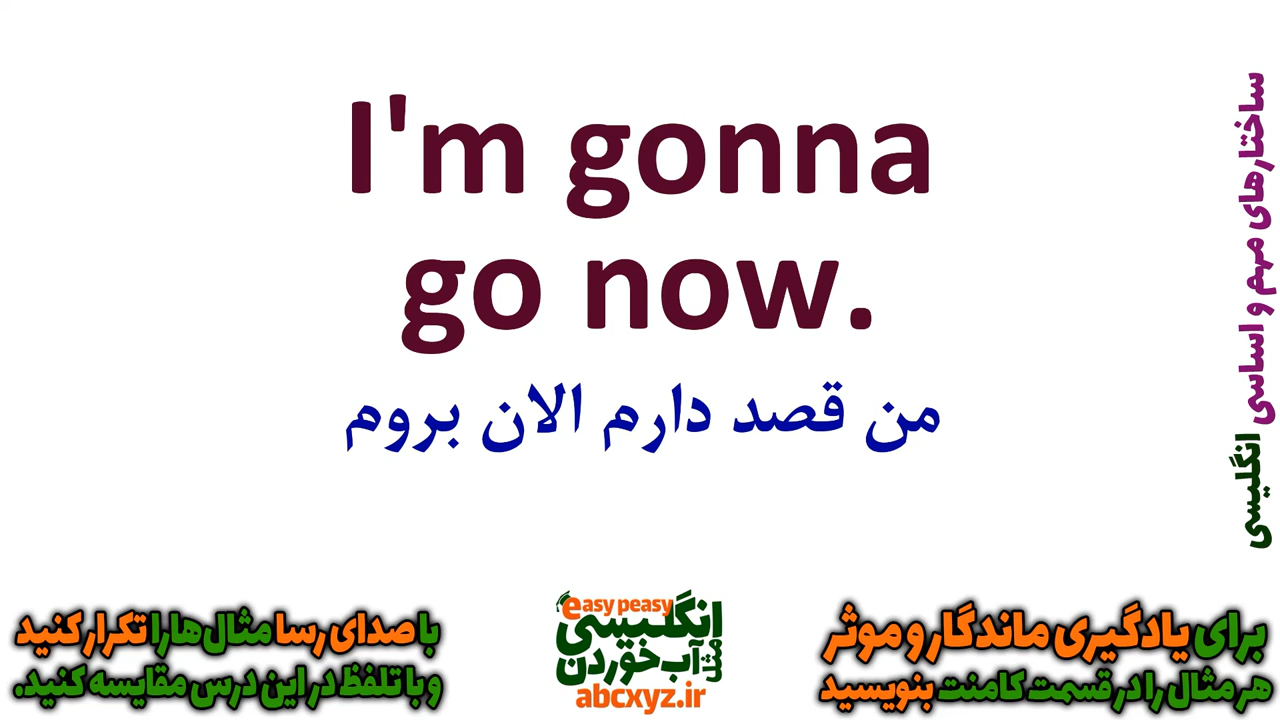 I'm gonna
go now.
من قصد دارم الان بروم
ساختارهای مهم و اساسی انگلیسی
برای یادگیری ماندگار و موثر
هر مثال را در قسمت کامنت بنویسید
easy peasy
انگلیسی
مثل
آب خوردن
abcxyz.ir
با صدای رسا مثال‌ها را تکرار کنید
و با تلفظ در این درس مقایسه کنید.